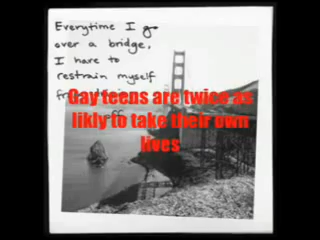 Everytime I go
over a bridge,
I have to
restrain myself
Gay teens are twice as
likly to take their own
lives